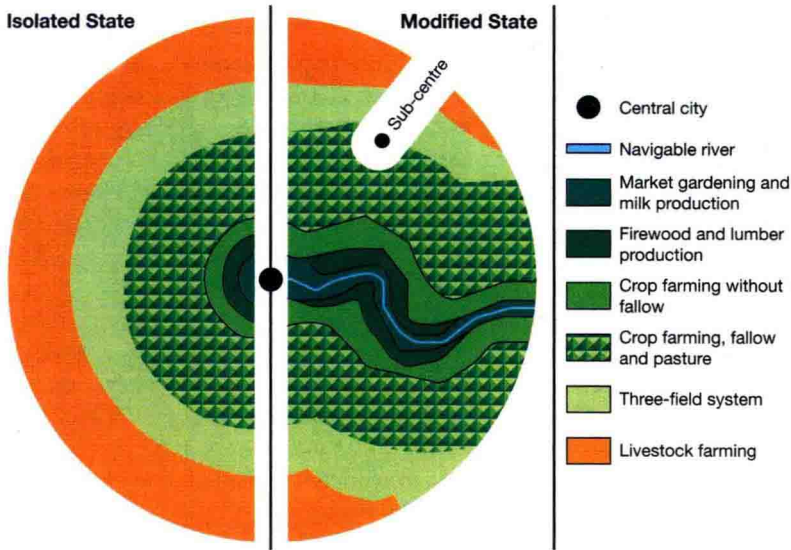 Isolated State
Modified State
Sub-centre
Central city
Navigable river
Market gardening and
milk production
Firewood and lumber
production
Crop farming without
fallow
Crop farming, fallow
and pasture
Three-field system
Livestock farming